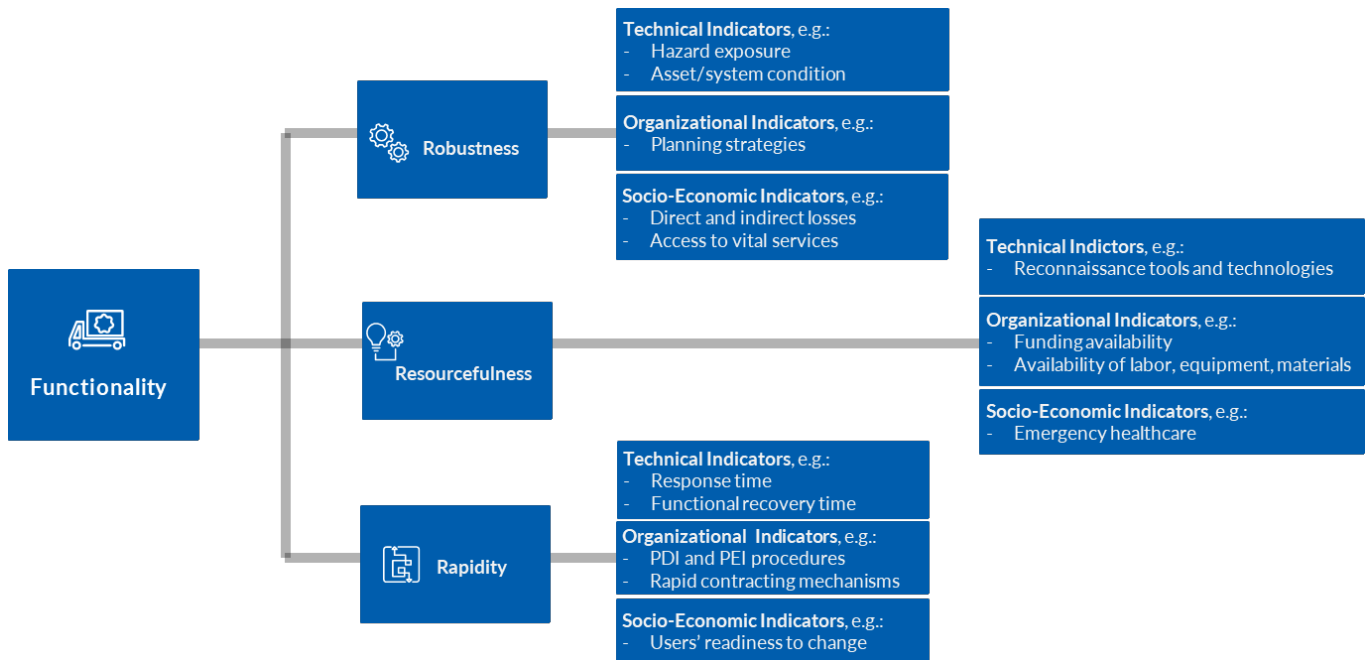 Functionality
Robustness
Technical Indicators, e.g.:
- Hazard exposure
- Asset/system condition
Organizational Indicators, e.g.:
- Planning strategies
Socio-Economic Indicators, e.g.:
- Direct and indirect losses
- Access to vital services
Resourcefulness
Technical Indictors, e.g.:
- Reconnaissance tools and technologies
Organizational Indicators, e.g.:
- Funding availability
- Availability of labor, equipment, materials
Socio-Economic Indicators, e.g.:
- Emergency healthcare
Rapidity
Technical Indicators, e.g.:
- Response time
- Functional recovery time
Organizational Indicators, e.g.:
- PDI and PEI procedures
- Rapid contracting mechanisms
Socio-Economic Indicators, e.g.:
- Users’ readiness to change